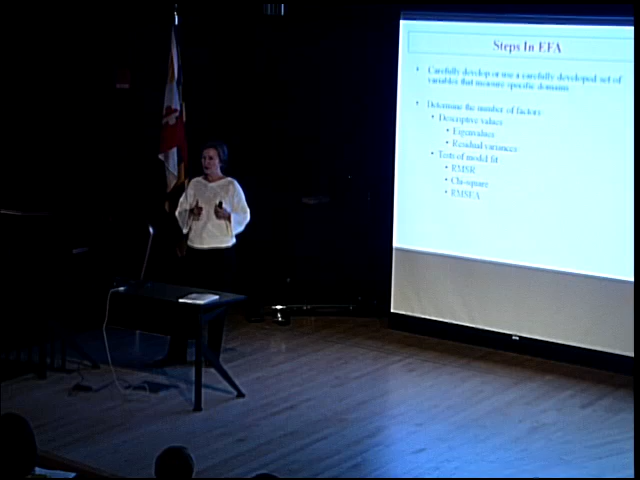 Steps In EFA
• Carefully develop or use a carefully developed set of
variables that measure specific domains
• Determine the number of factors
• Descriptive values
• Eigenvalues
• Residual variances
• Tests of model fit
• RMSR
• Chi-square
• RMSEA